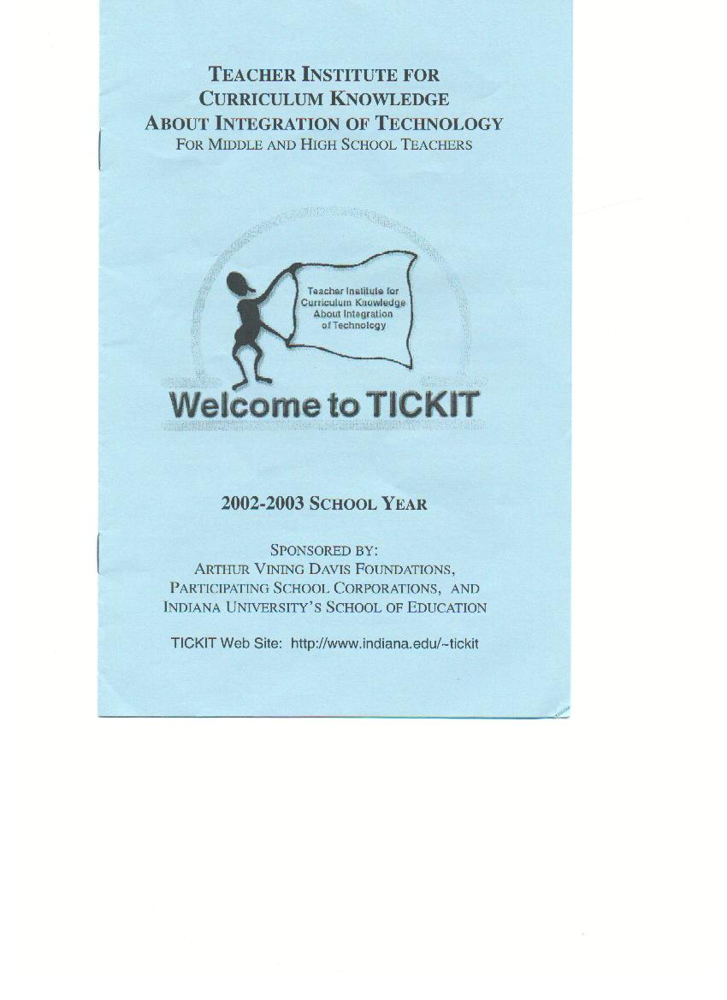 TEACHER INSTITUTE FOR
CURRICULUM KNOWLEDGE
ABOUT INTEGRATION OF TECHNOLOGY
FOR MIDDLE AND HIGH SCHOOL TEACHERS
Teacher Institute for
Curriculum Knowledge
About Integration
of Technology
Welcome to TICKIT
2002-2003 SCHOOL YEAR
SPONSORED BY:
ARTHUR VINING DAVIS FOUNDATIONS,
PARTICIPATING SCHOOL CORPORATIONS, AND
INDIANA UNIVERSITY'S SCHOOL OF EDUCATION
TICKIT Web Site: http://www.indiana.edu/~tickit